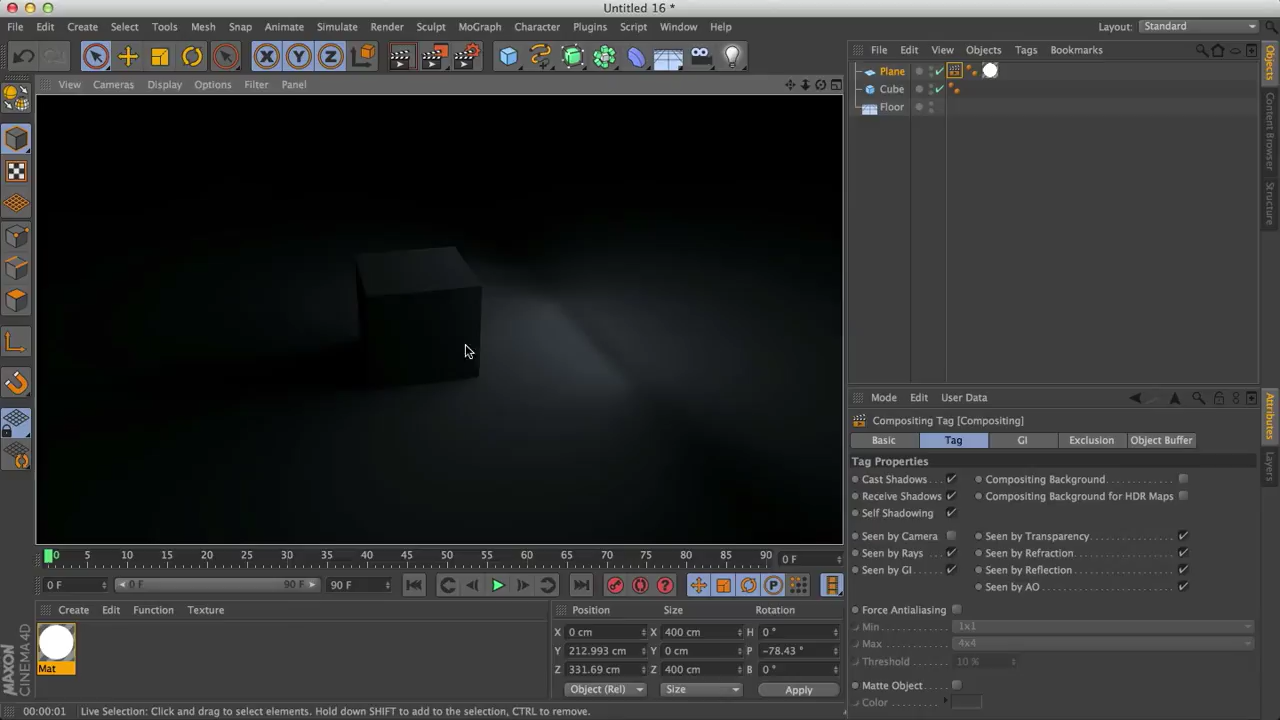 Untitled 16 *
File Edit Create Select Tools Mesh Snap Animate Simulate Render Sculpt MoGraph Character Plugins Script Window Help
Layout: Standard
X Y Z
File Edit View Objects Tags Bookmarks
View Cameras Display Options Filter Panel
Plane
Cube
Floor
Objects
Content Browser
Structure
Mode Edit User Data
Compositing Tag [Compositing]
Basic Tag GI Exclusion Object Buffer
Tag Properties
Cast Shadows . . . Compositing Background . . . . . . . .
Receive Shadows Compositing Background for HDR Maps
Self Shadowing
Seen by Camera Seen by Transparency
Seen by Rays . . Seen by Refraction . .
Seen by GI . . . . Seen by Reflection . .
Seen by AO . . . . . . .
Force Antialiasing
Min 1x1
Max 4x4
Threshold 10 %
Matte Object
Color
Attributes
Layers
0 5 10 15 20 25 30 35 40 45 50 55 60 65 70 75 80 85 90 0 F
0 F 0 F 90 F 90 F
P
Create Edit Function Texture
Mat
Position Size Rotation
X 0 cm X 400 cm H 0 °
Y 212.993 cm Y 0 cm P -78.43 °
Z 331.69 cm Z 400 cm B 0 °
Object (Rel) Size Apply
MAXON
CINEMA 4D
00:00:01 Live Selection: Click and drag to select elements. Hold down SHIFT to add to the selection, CTRL to remove.